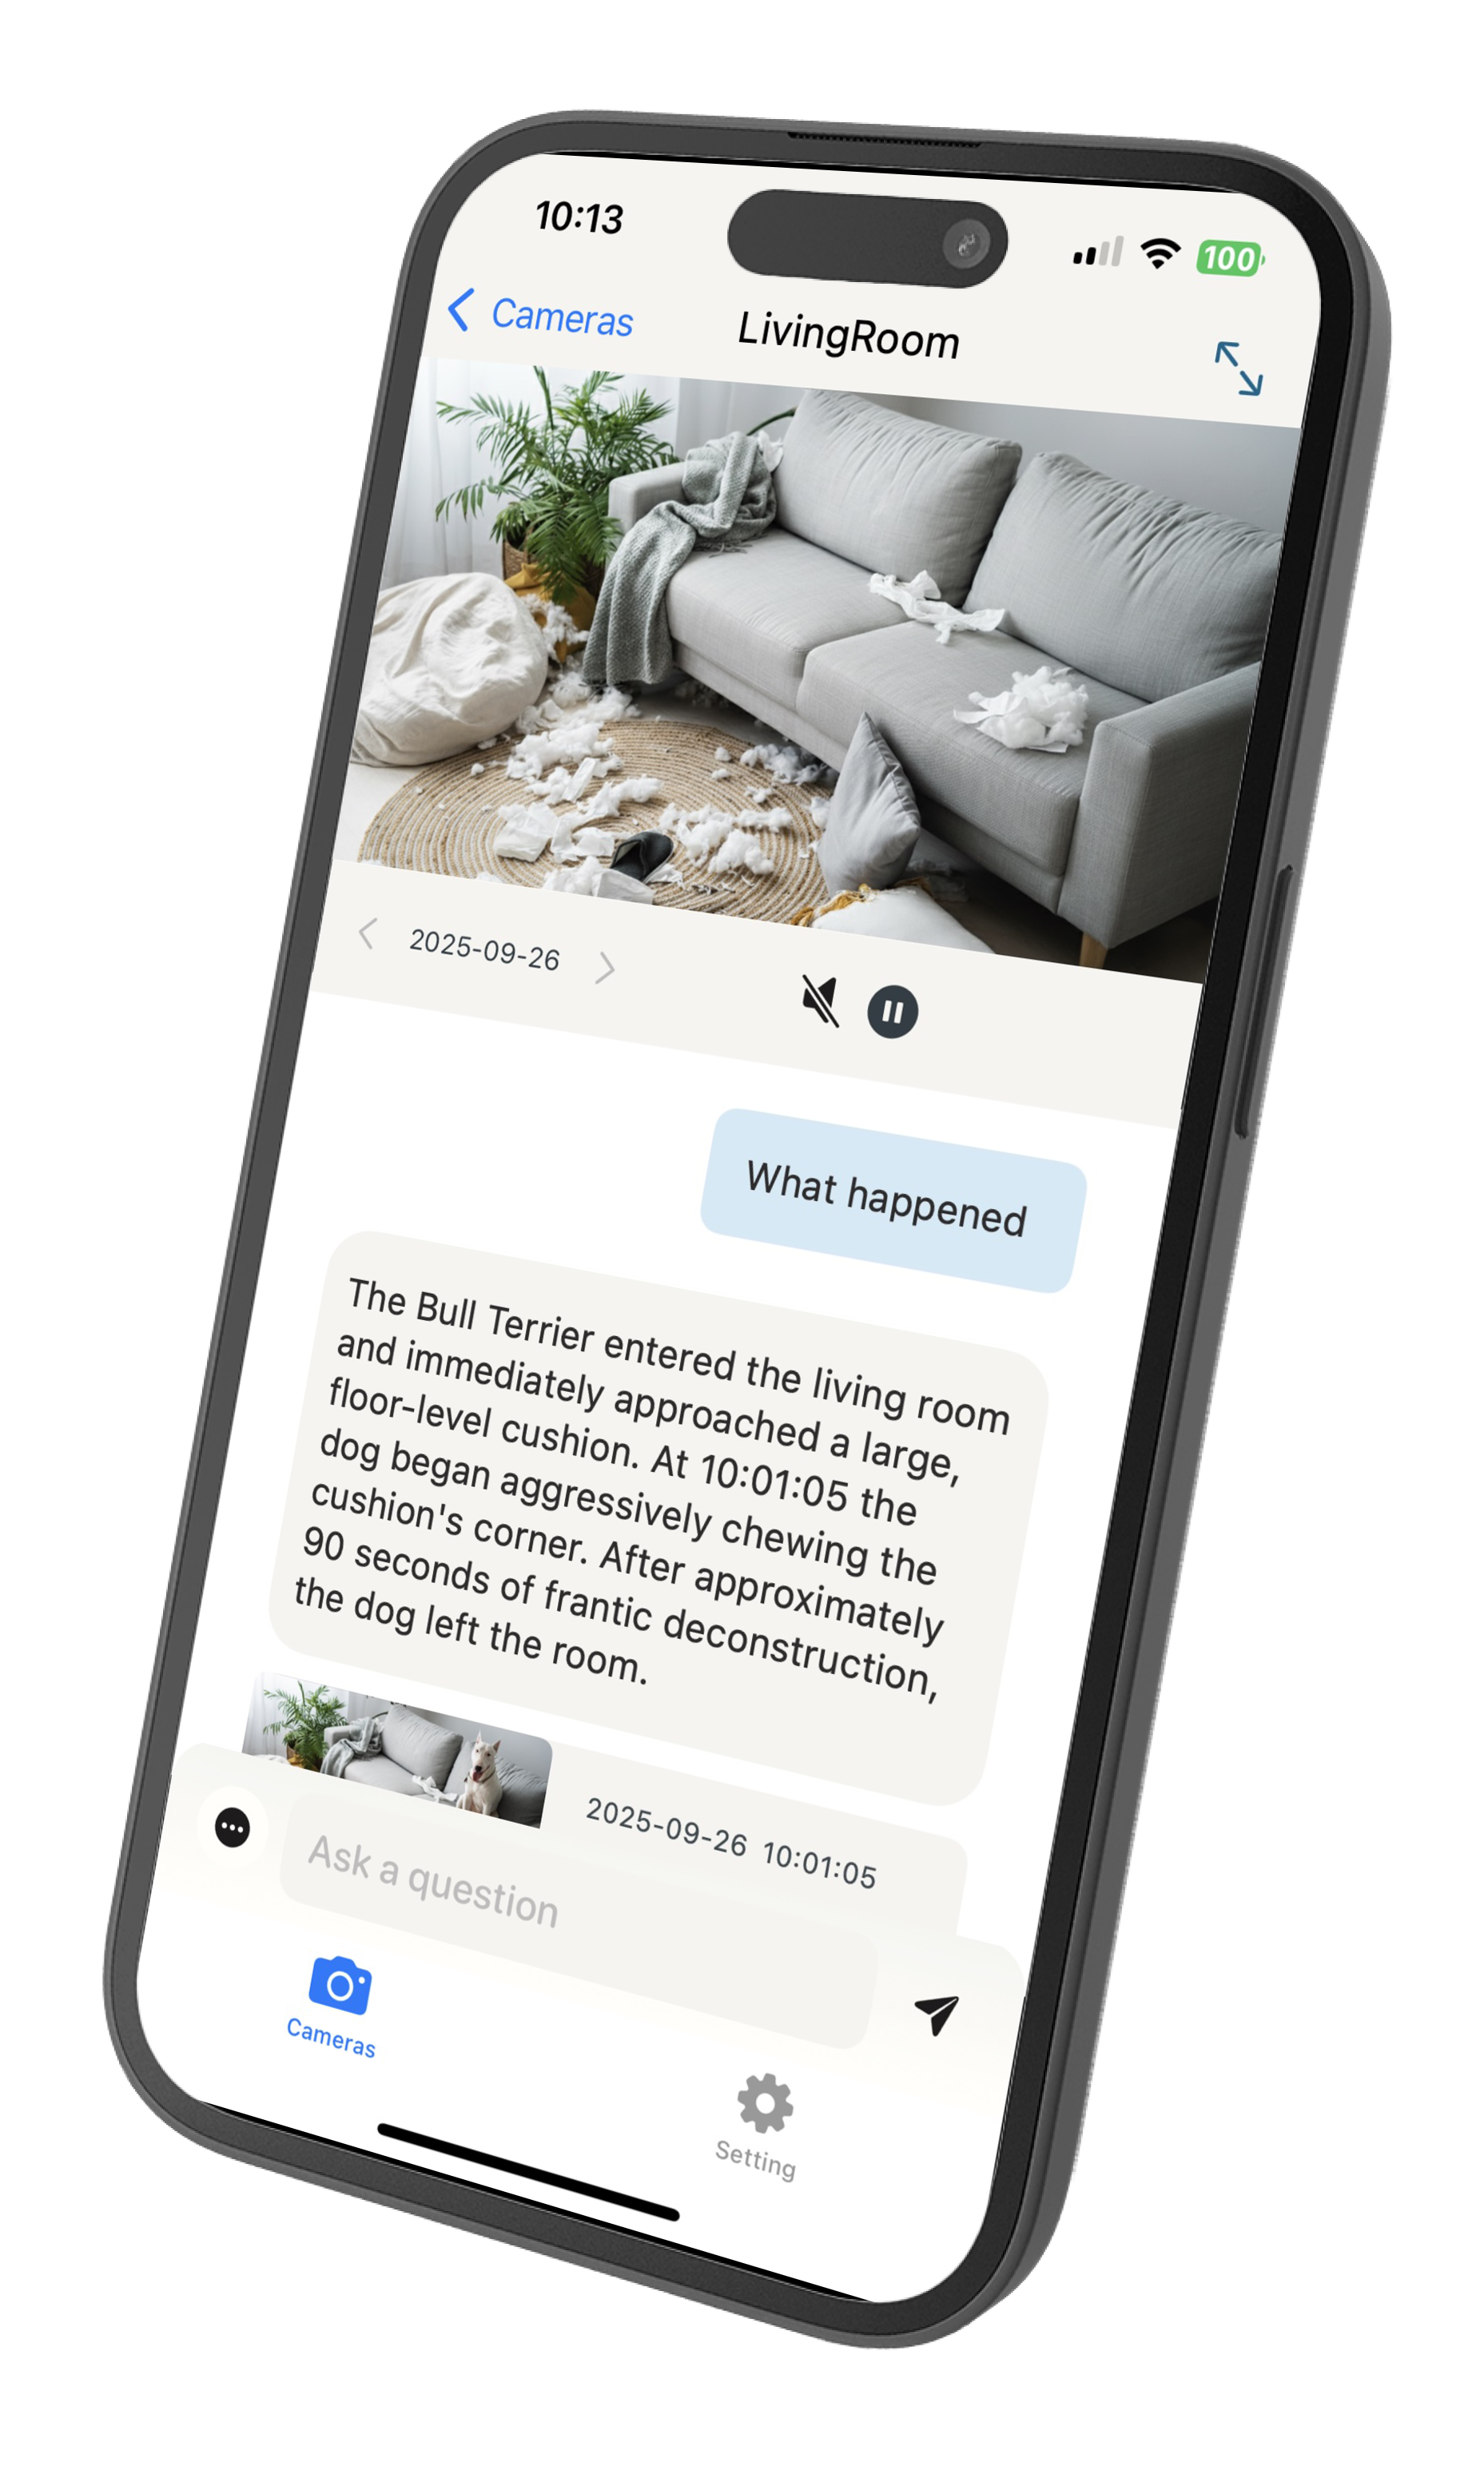 10:13
100
Cameras
LivingRoom
2025-09-26
What happened
The Bull Terrier entered the living room
and immediately approached a large,
floor-level cushion. At 10:01:05 the
dog began aggressively chewing the
cushion's corner. After approximately
90 seconds of frantic deconstruction,
the dog left the room.
2025-09-26 10:01:05
Ask a question
Cameras
Setting